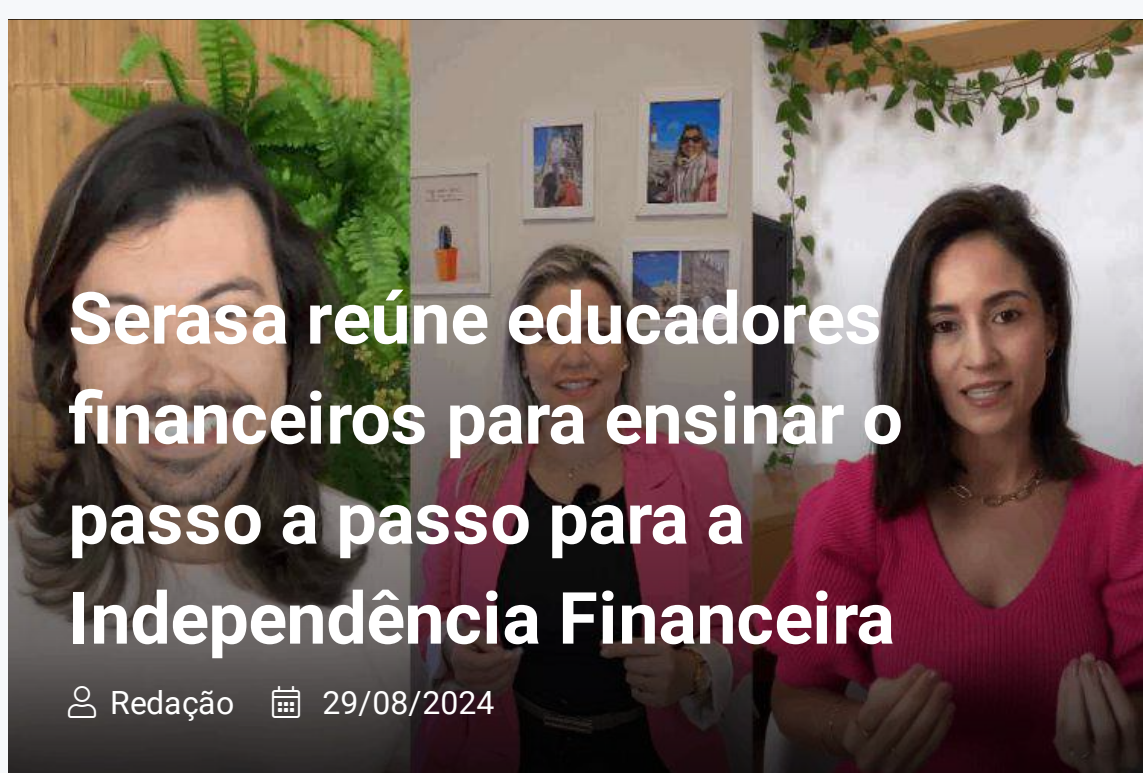 Serasa reúne educadores
financeiros para ensinar o
passo a passo para a
Independência Financeira
Redação 29/08/2024